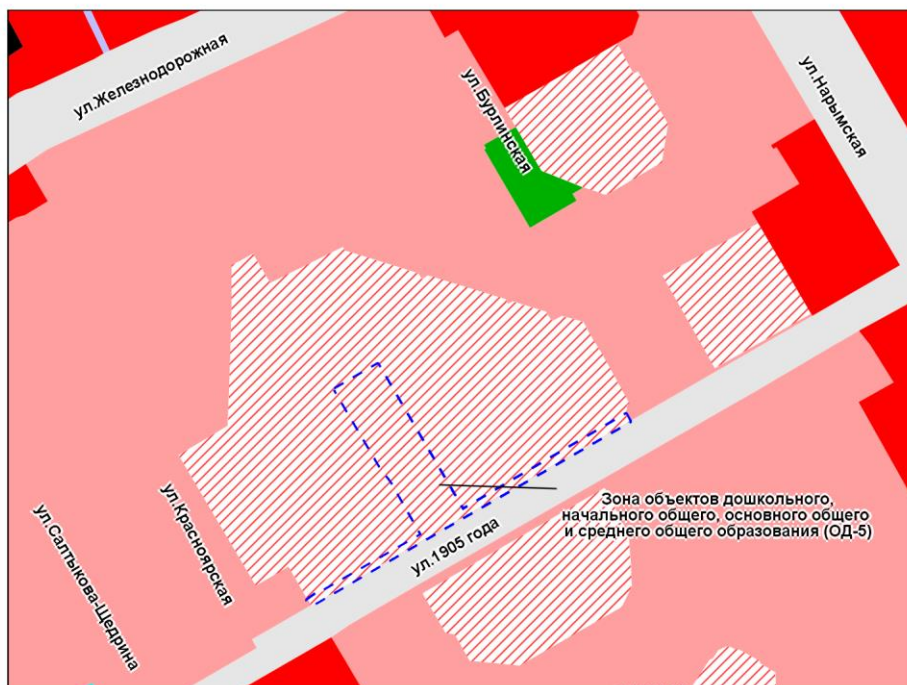 ул.Железнодорожная
ул.Бурлинская
ул.Нарымская
Зона объектов дошкольного,
начального общего, основного общего
и среднего общего образования (ОД-5)
ул.1905 года
ул.Красноярская
ул.Салтыкова-Щедрина